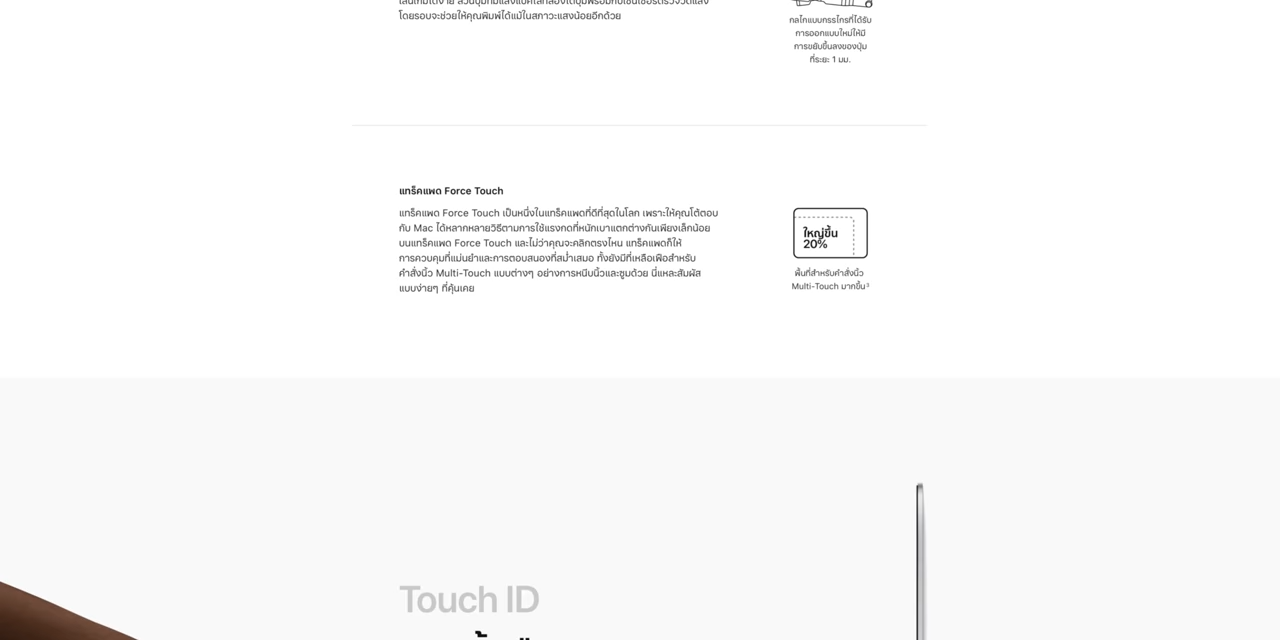 โดยรอบจะช่วยให้คุณพิมพ์ได้แม้ในสภาวะแสงน้อยอีกด้วย
กลไกแบบกรรไกรที่ได้รับ
การออกแบบใหม่ให้มี
การขยับขึ้นลงของปุ่ม
ที่ระยะ 1 มม.
แทร็คแพด Force Touch
แทร็คแพด Force Touch เป็นหนึ่งในแทร็คแพดที่ดีที่สุดในโลก เพราะให้คุณโต้ตอบ
กับ Mac ได้หลากหลายวิธีตามการใช้แรงกดที่หนักเบาแตกต่างกันเพียงเล็กน้อย
บนแทร็คแพด Force Touch และไม่ว่าคุณจะคลิกตรงไหน แทร็คแพดก็ให้
การควบคุมที่แม่นยำและการตอบสนองที่สม่ำเสมอ ทั้งยังมีที่เหลือเฟือสำหรับ
คำสั่งนิ้ว Multi-Touch แบบต่างๆ อย่างการหนีบนิ้วและซูมด้วย นี่แหละสัมผัส
แบบง่ายๆ ที่คุ้นเคย
ใหญ่ขึ้น
20%
พื้นที่สำหรับคำสั่งนิ้ว
Multi-Touch มากขึ้น³
Touch ID